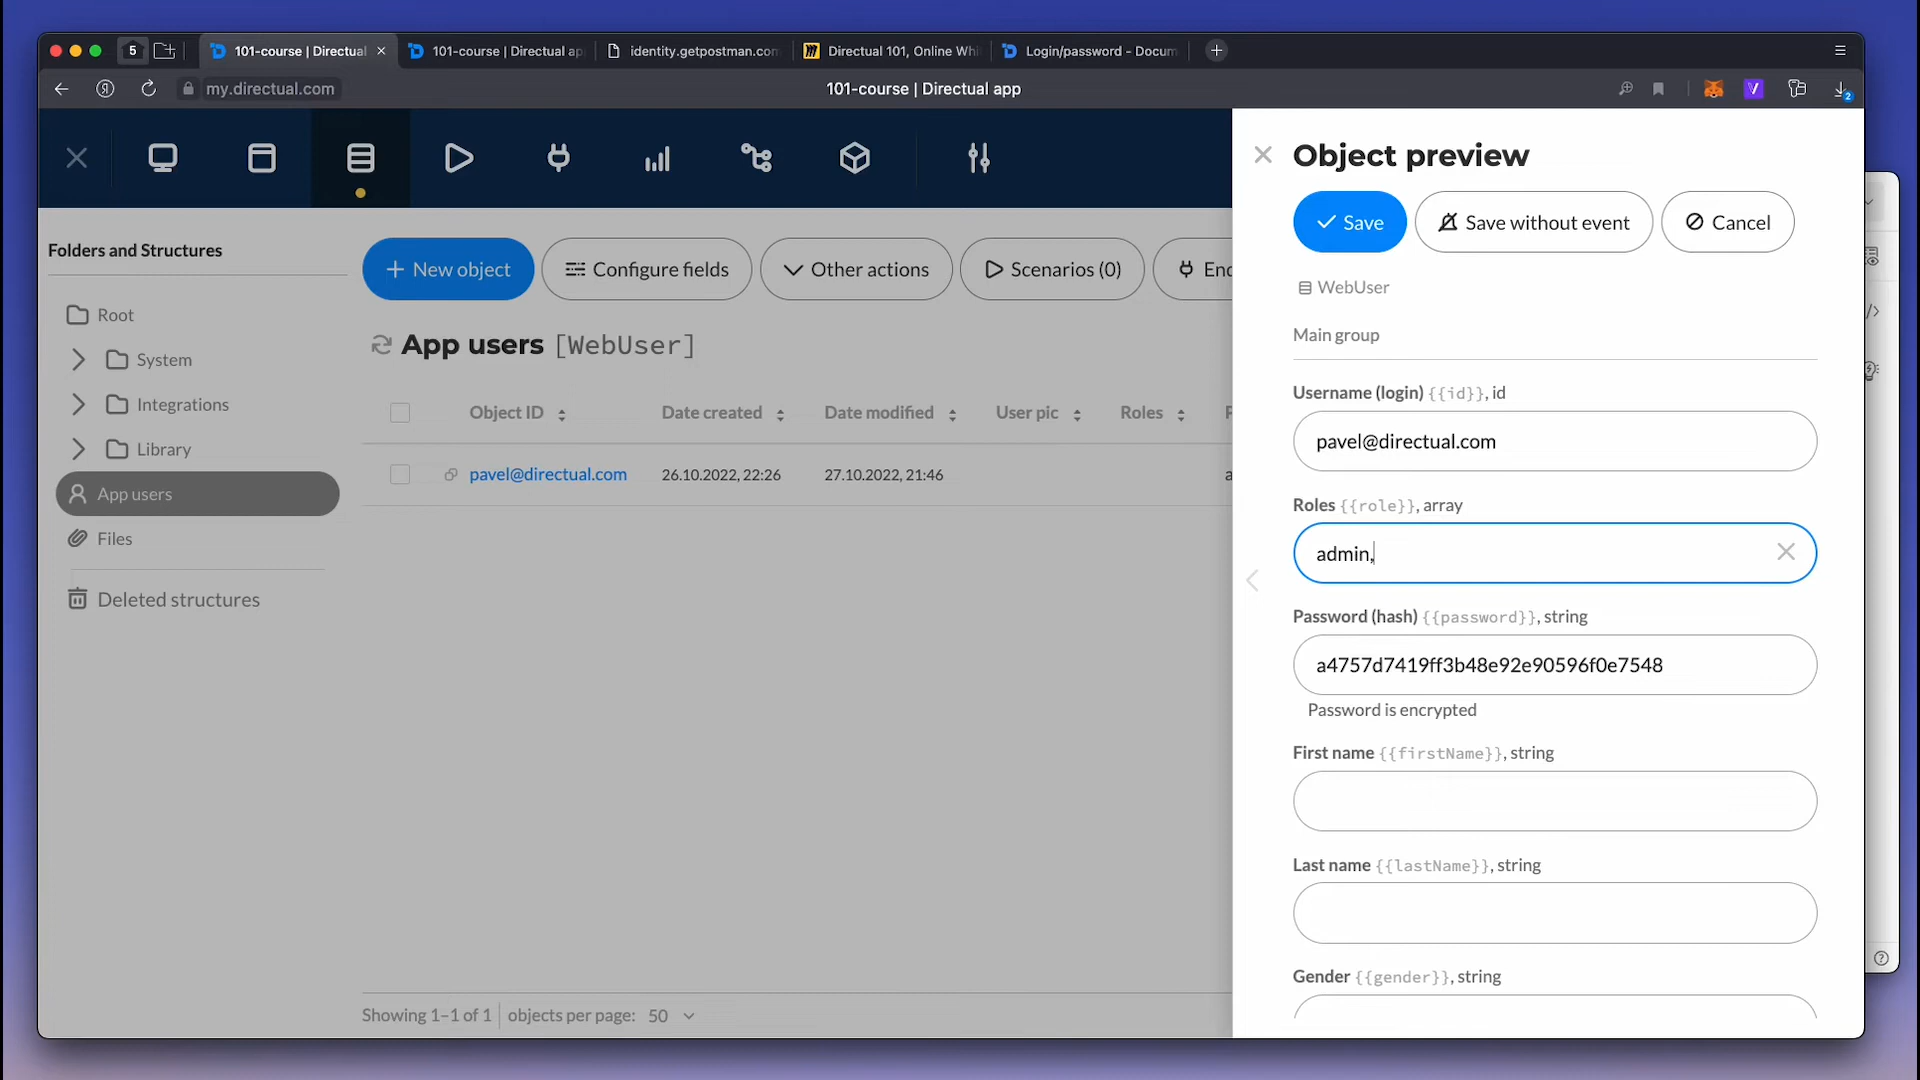 5
101-course | Directual
101-course | Directual ap
identity.getpostman.com
Directual 101, Online Whi
Login/password - Docum
my.directual.com
101-course | Directual app
2
Object preview
Save
Save without event
Cancel
WebUser
Main group
Username (login) {{id}}, id
pavel@directual.com
Roles {{role}}, array
admin,
Password (hash) {{password}}, string
a4757d7419ff3b48e92e90596f0e7548
Password is encrypted
First name {{firstName}}, string
Last name {{lastName}}, string
Gender {{gender}}, string
Folders and Structures
Root
System
Integrations
Library
App users
Files
Deleted structures
New object
Configure fields
Other actions
Scenarios (0)
App users [WebUser]
Object ID
Date created
Date modified
User pic
Roles
pavel@directual.com
26.10.2022, 22:26
27.10.2022, 21:46
Showing 1–1 of 1
objects per page: 50